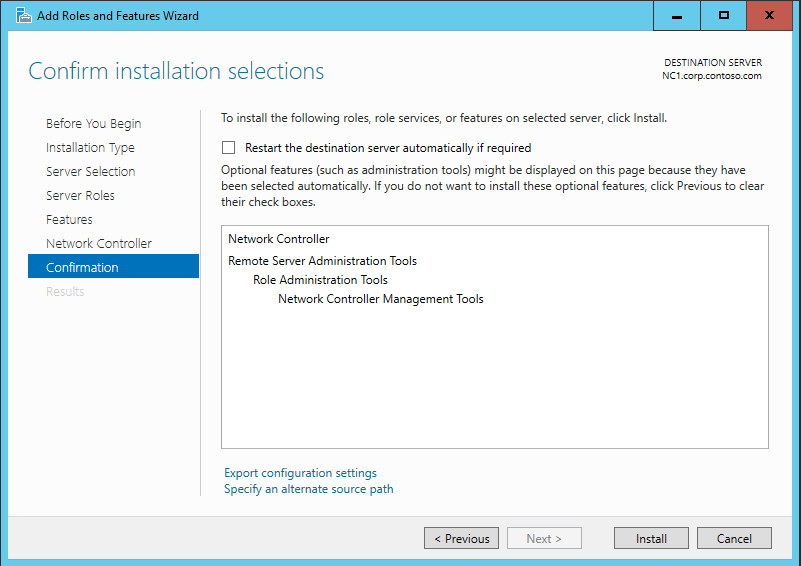 Add Roles and Features Wizard
Confirm installation selections
DESTINATION SERVER
NC1.corp.contoso.com
Before You Begin
Installation Type
Server Selection
Server Roles
Features
Network Controller
Confirmation
Results
To install the following roles, role services, or features on selected server, click Install.
Restart the destination server automatically if required
Optional features (such as administration tools) might be displayed on this page because they have
been selected automatically. If you do not want to install these optional features, click Previous to clear
their check boxes.
Network Controller
Remote Server Administration Tools
Role Administration Tools
Network Controller Management Tools
Export configuration settings
Specify an alternate source path
< Previous
Next >
Install
Cancel